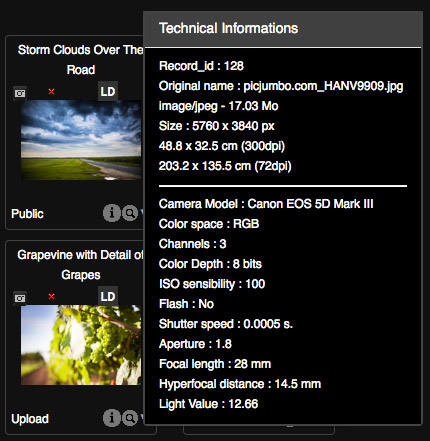 Storm Clouds Over The
Road
LD
Public
Grapevine with Detail of
Grapes
LD
Upload
Technical Informations
Record_id : 128
Original name : picjumbo.com_HANV9909.jpg
image/jpeg - 17.03 Mo
Size : 5760 x 3840 px
48.8 x 32.5 cm (300dpi)
203.2 x 135.5 cm (72dpi)
Camera Model : Canon EOS 5D Mark III
Color space : RGB
Channels : 3
Color Depth : 8 bits
ISO sensibility : 100
Flash : No
Shutter speed : 0.0005 s.
Aperture : 1.8
Focal length : 28 mm
Hyperfocal distance : 14.5 mm
Light Value : 12.66